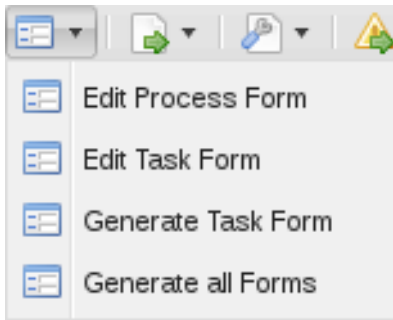 Edit Process Form
Edit Task Form
Generate Task Form
Generate all Forms